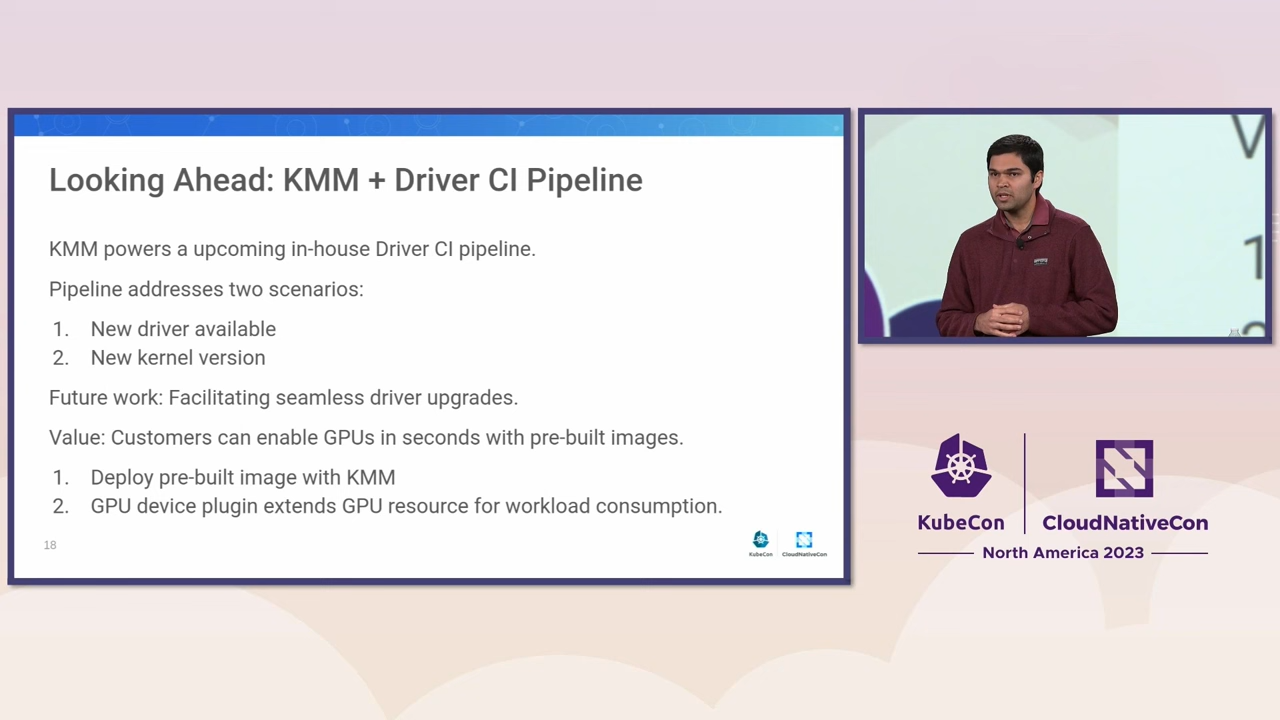 Looking Ahead: KMM + Driver CI Pipeline
KMM powers a upcoming in-house Driver CI pipeline.
Pipeline addresses two scenarios:
1. New driver available
2. New kernel version
Future work: Facilitating seamless driver upgrades.
Value: Customers can enable GPUs in seconds with pre-built images.
1. Deploy pre-built image with KMM
2. GPU device plugin extends GPU resource for workload consumption.
18
KubeCon
CloudNativeCon
V
1
KubeCon
CloudNativeCon
North America 2023